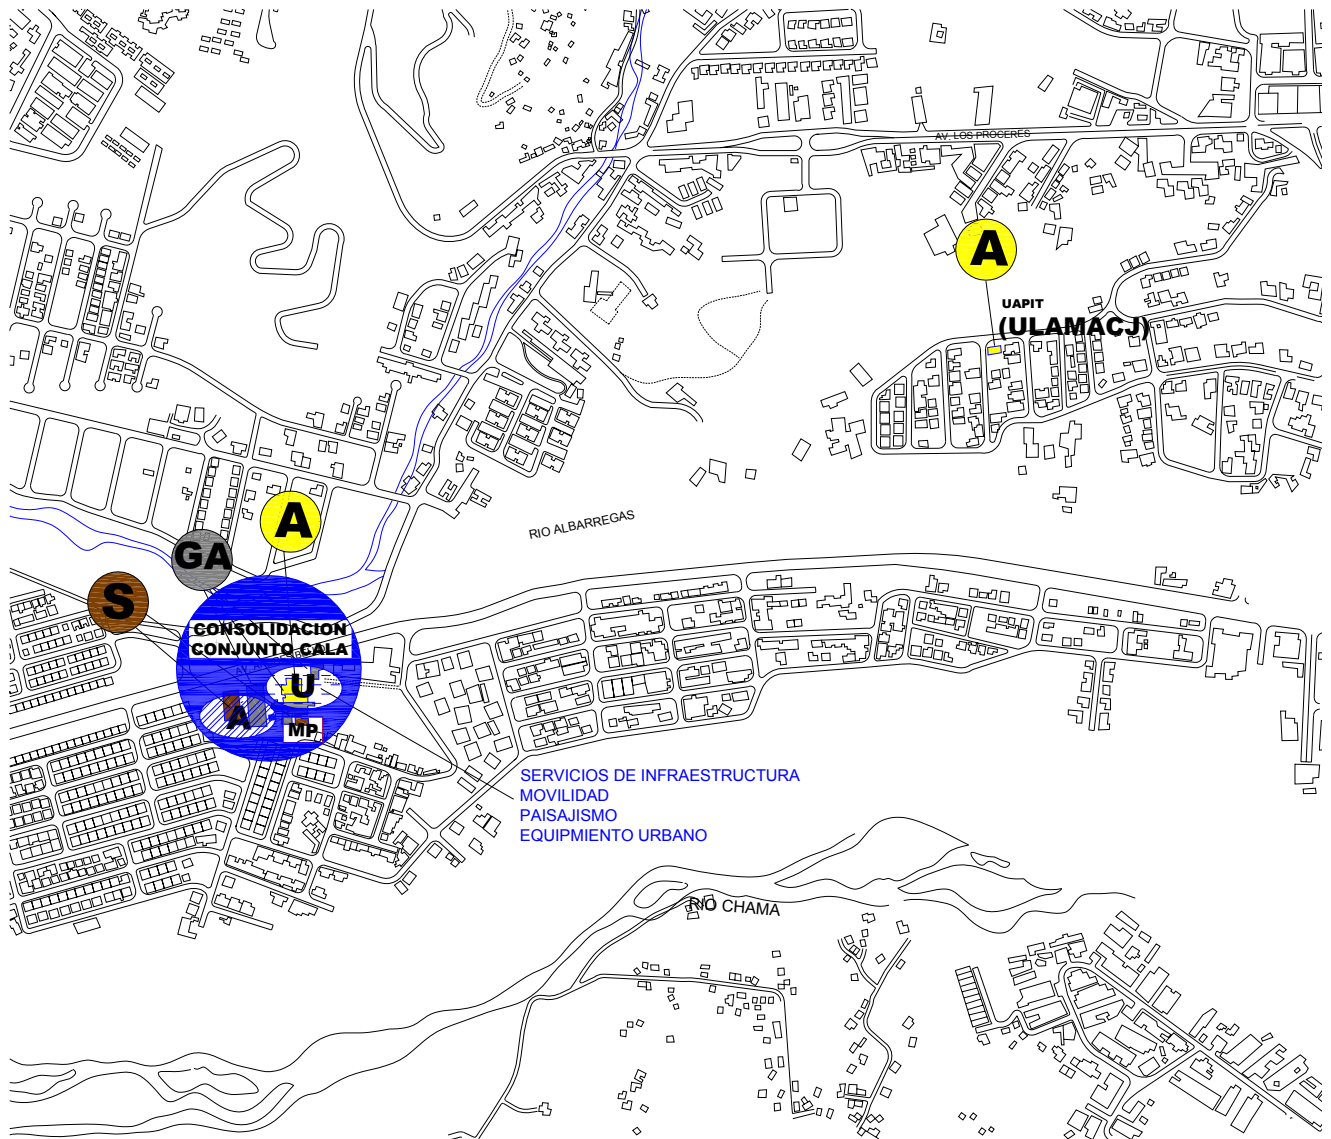 AV. LOS PROCERES
A
UAPIT
(ULAMACJ)
RIO ALBARREGAS
A
GA
S
CONSOLIDACION
CONJUNTO CALA
U
A
MP
SERVICIOS DE INFRAESTRUCTURA
MOVILIDAD
PAISAJISMO
EQUIPMIENTO URBANO
RIO CHAMA